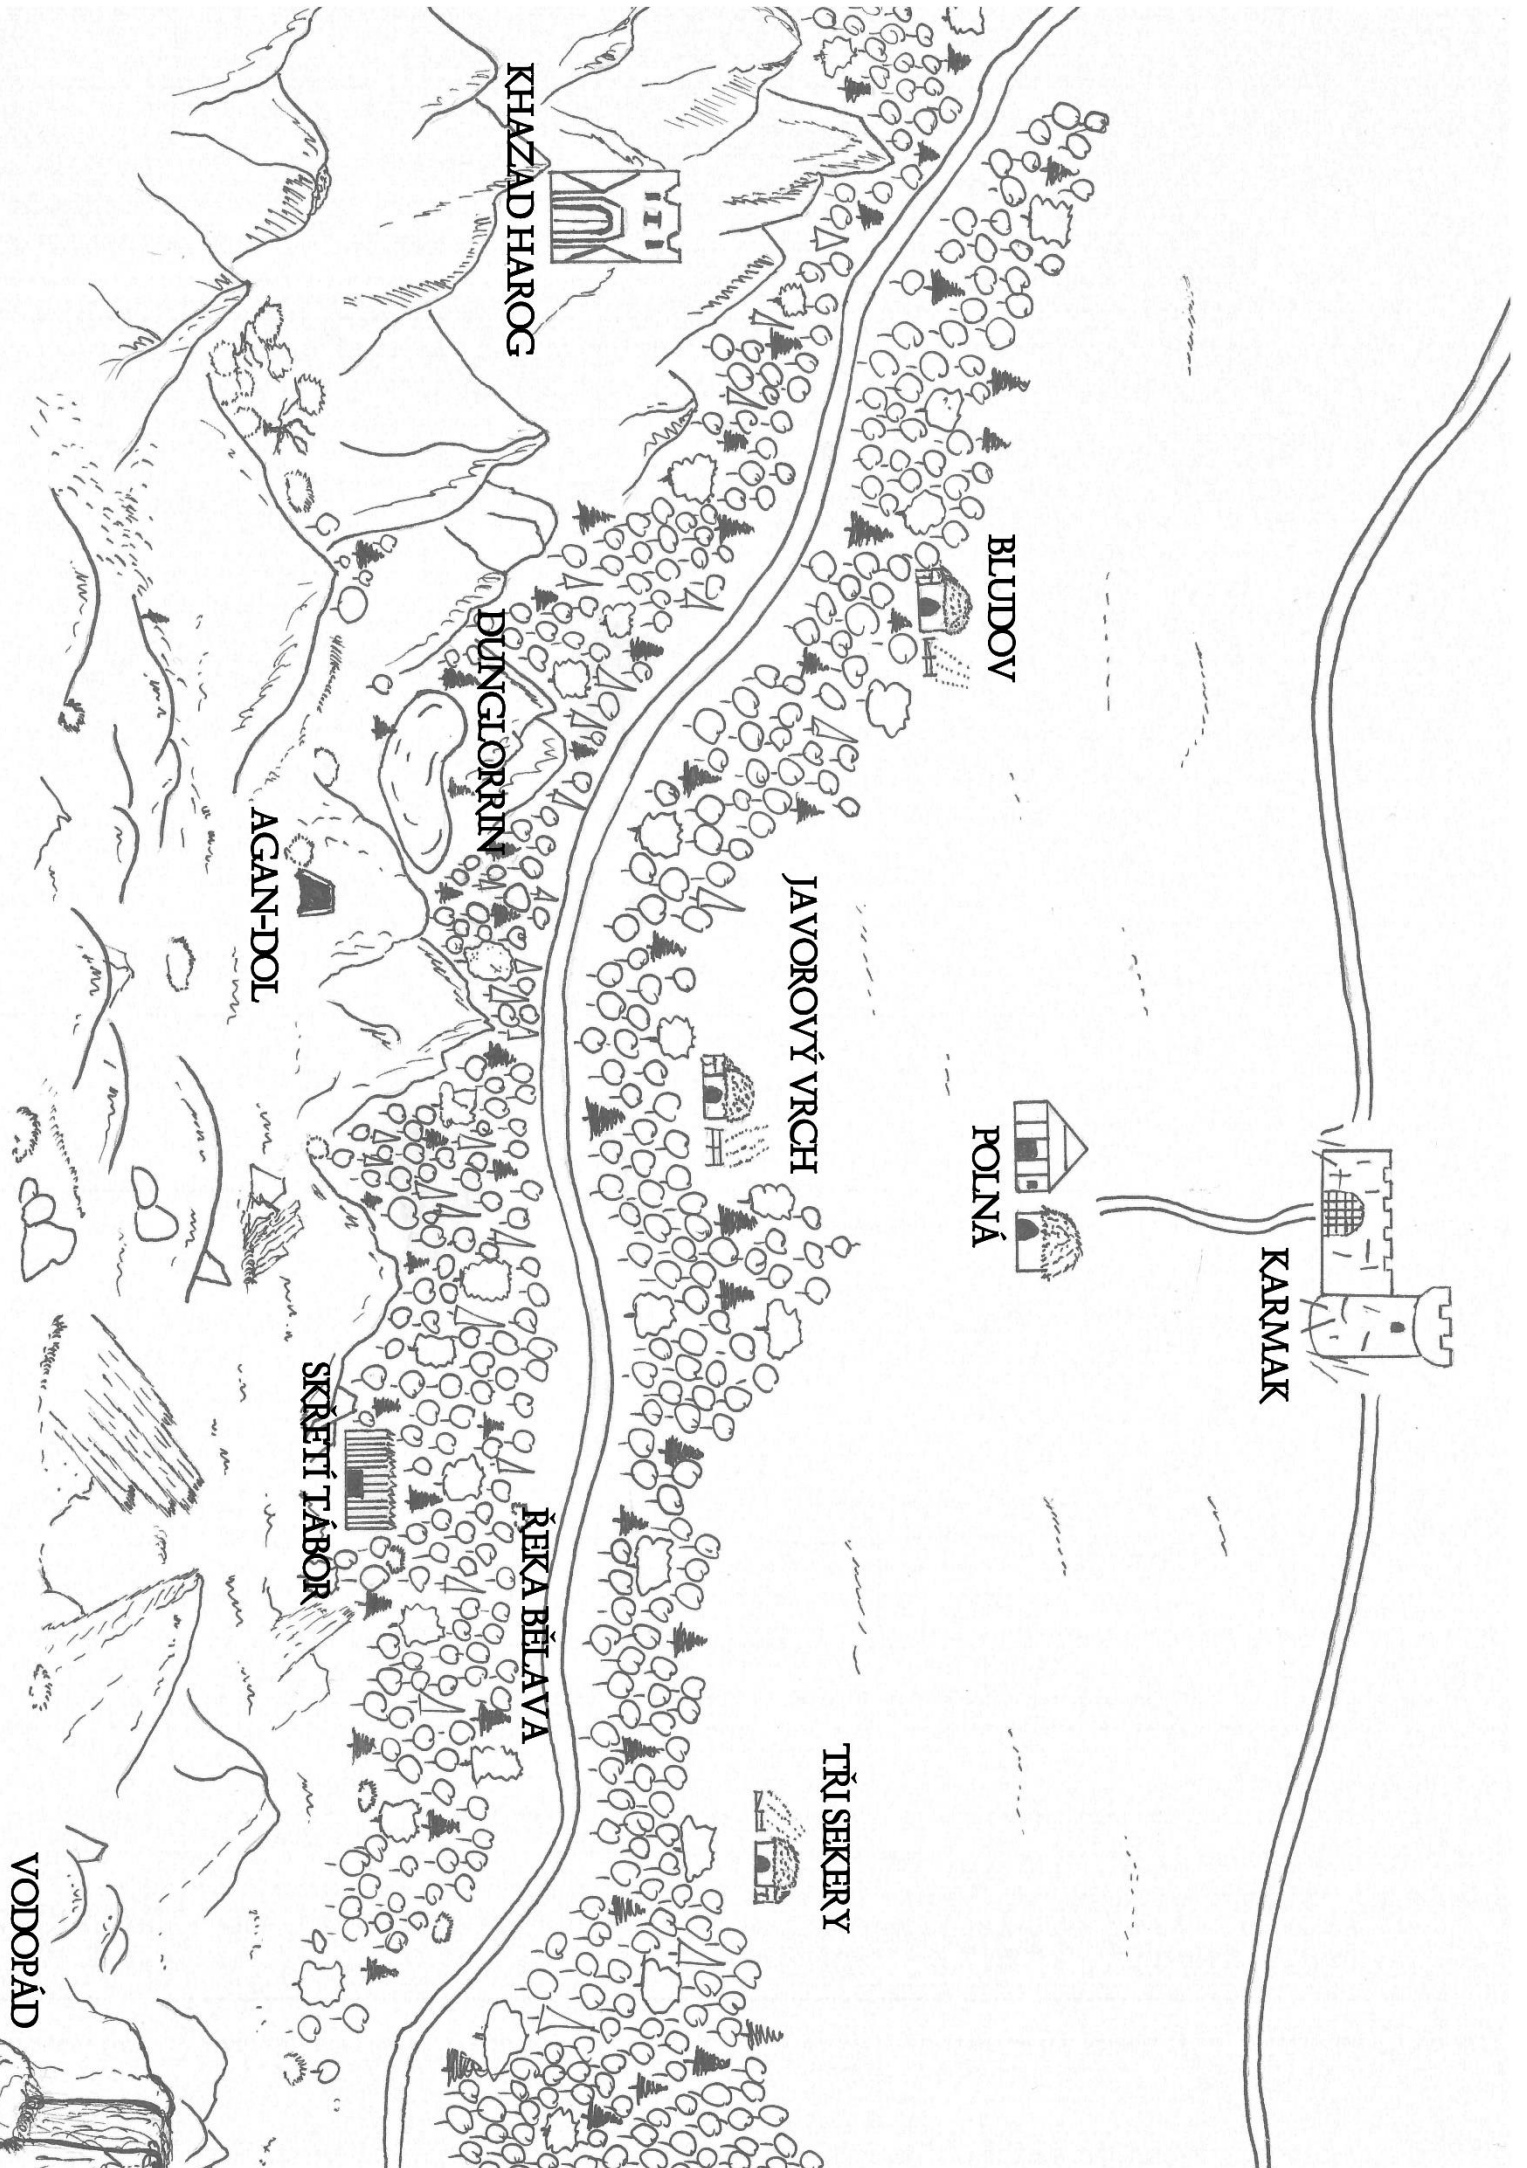 KARMAK
BLUDOV
POLNÁ
TŘI SEKERY
JAVOROVÝ VRCH
ŘEKA BĚLAVA
KHAZAD HAROG
DUNGLORRIN
SKŘETÍ TÁBOR
AGAN-DOL
VODOPÁD